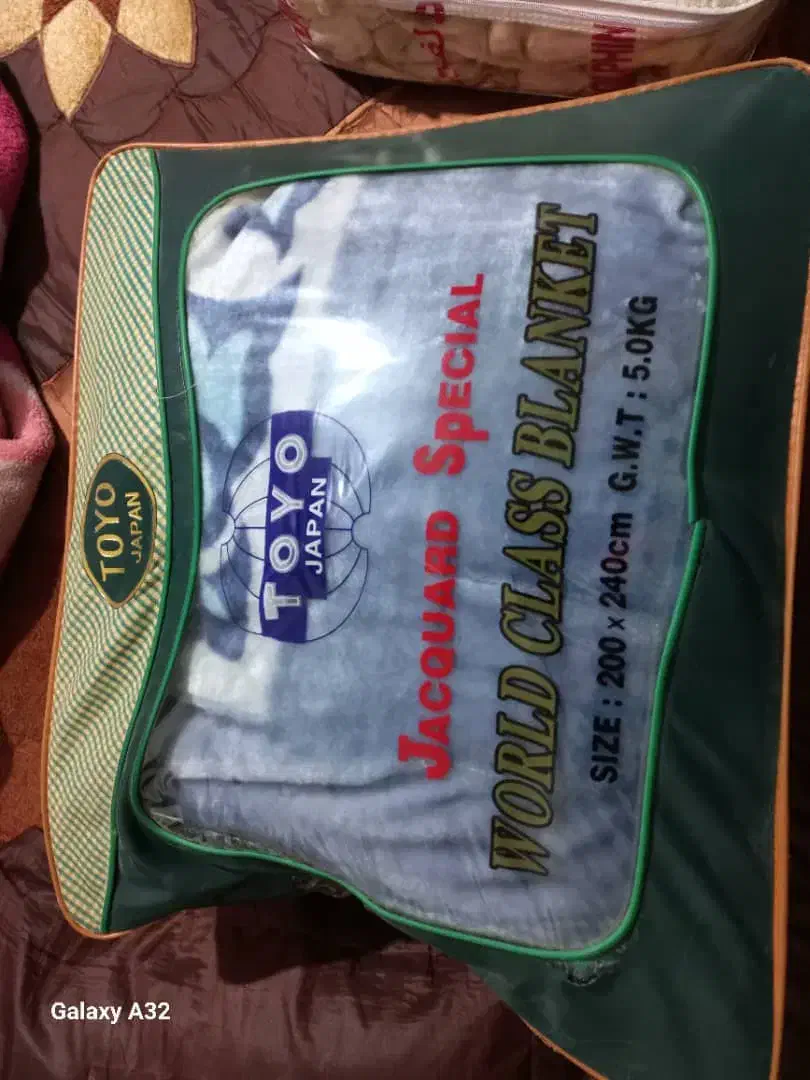 TOYO
JAPAN
TOYO
JAPAN
JACQUARD SPECIAL
WORLD CLASS BLANKET
SIZE : 200 x 240cm G.W.T : 5.0KG
Galaxy A32